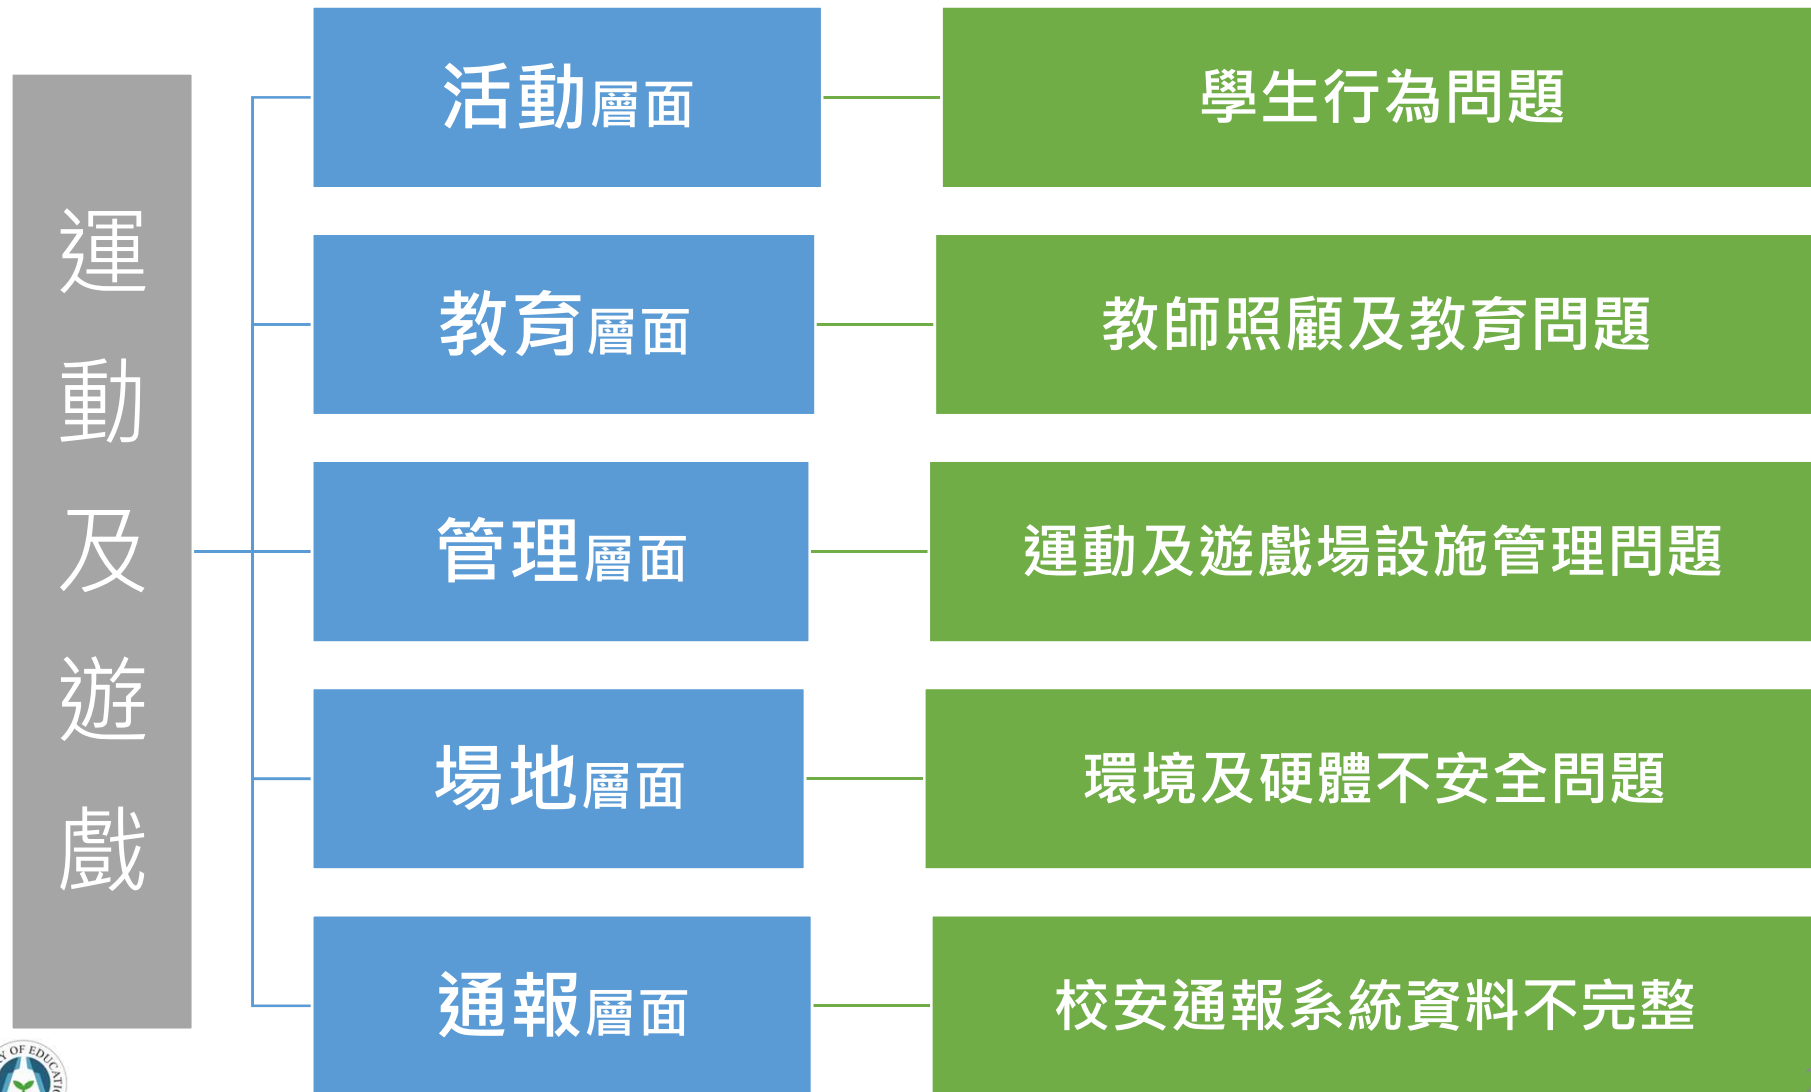 運動及遊戲
活動層面
學生行為問題
教育層面
教師照顧及教育問題
管理層面
運動及遊戲場設施管理問題
場地層面
環境及硬體不安全問題
通報層面
校安通報系統資料不完整
OF EDUCATIO